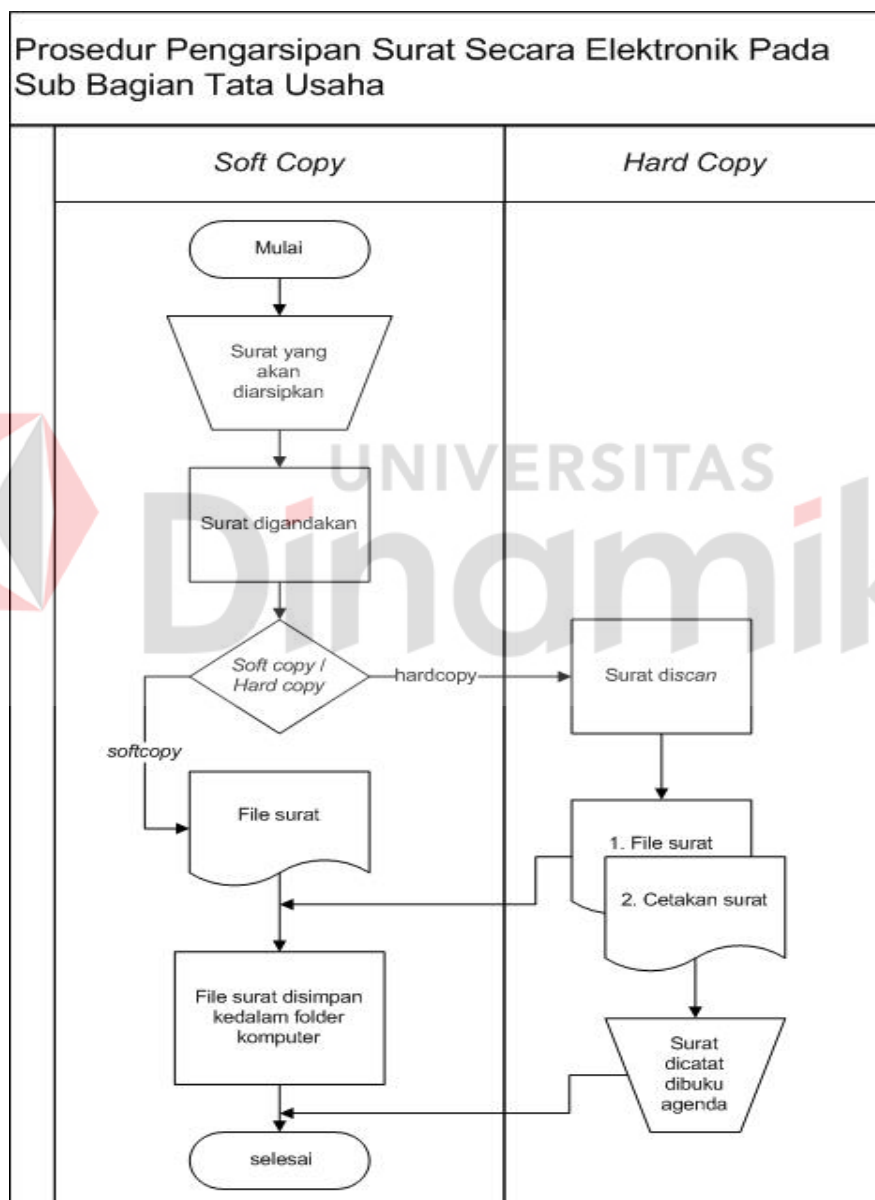 Prosedur Pengarsipan Surat Secara Elektronik Pada
Sub Bagian Tata Usaha
Soft Copy
Hard Copy
Mulai
Surat yang
akan
diarsipkan
UNIVERSITAS
Dinamik
Surat digandakan
Soft copy /
Hard copy
hardcopy
Surat discan
softcopy
File surat
1. File surat
2. Cetakan surat
File surat disimpan
kedalam folder
komputer
Surat
dicatat
dibuku
agenda
selesai